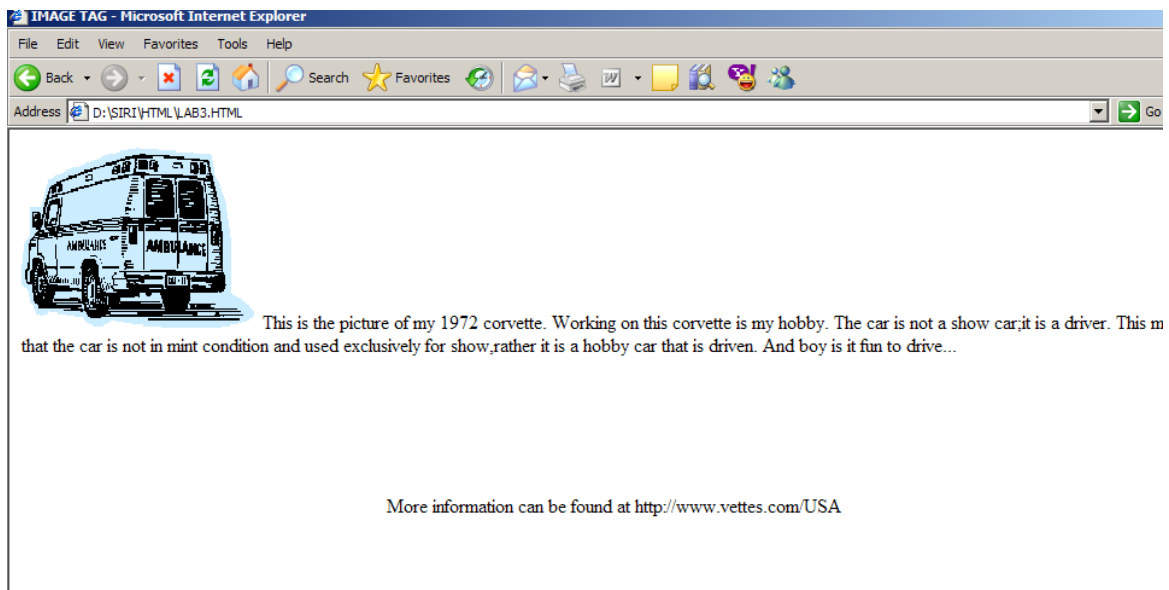 IMAGE TAG - Microsoft Internet Explorer
File Edit View Favorites Tools Help
Back Search Favorites
Address D:\SIRI\HTML\LAB3.HTML Go
AMBULANCE AMBULANCE
This is the picture of my 1972 corvette. Working on this corvette is my hobby. The car is not a show car;it is a driver. This m
that the car is not in mint condition and used exclusively for show,rather it is a hobby car that is driven. And boy is it fun to drive...
More information can be found at http://www.vettes.com/USA